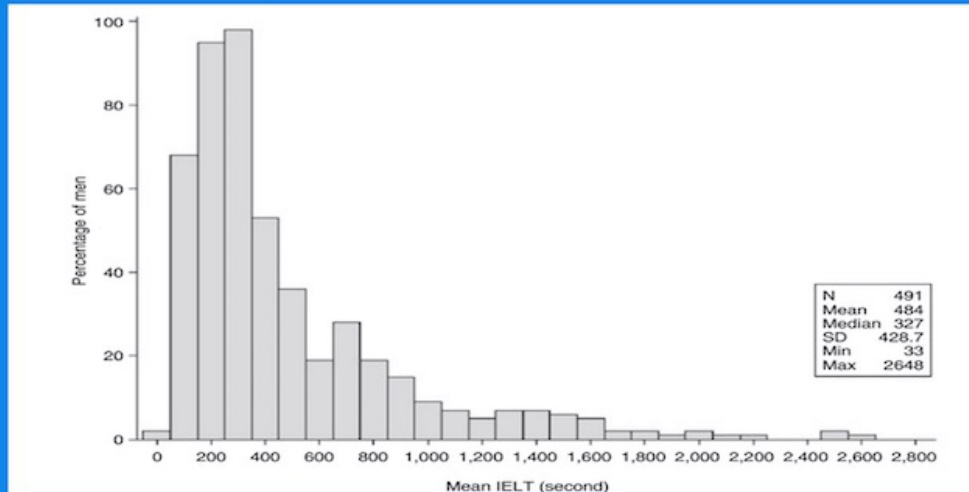 100
80
60
40
20
0
Percentage of men
N 491
Mean 484
Median 327
SD 428.7
Min 33
Max 2648
0 200 400 600 800 1,000 1,200 1,400 1,600 1,800 2,000 2,200 2,400 2,600 2,800
Mean IELT (second)